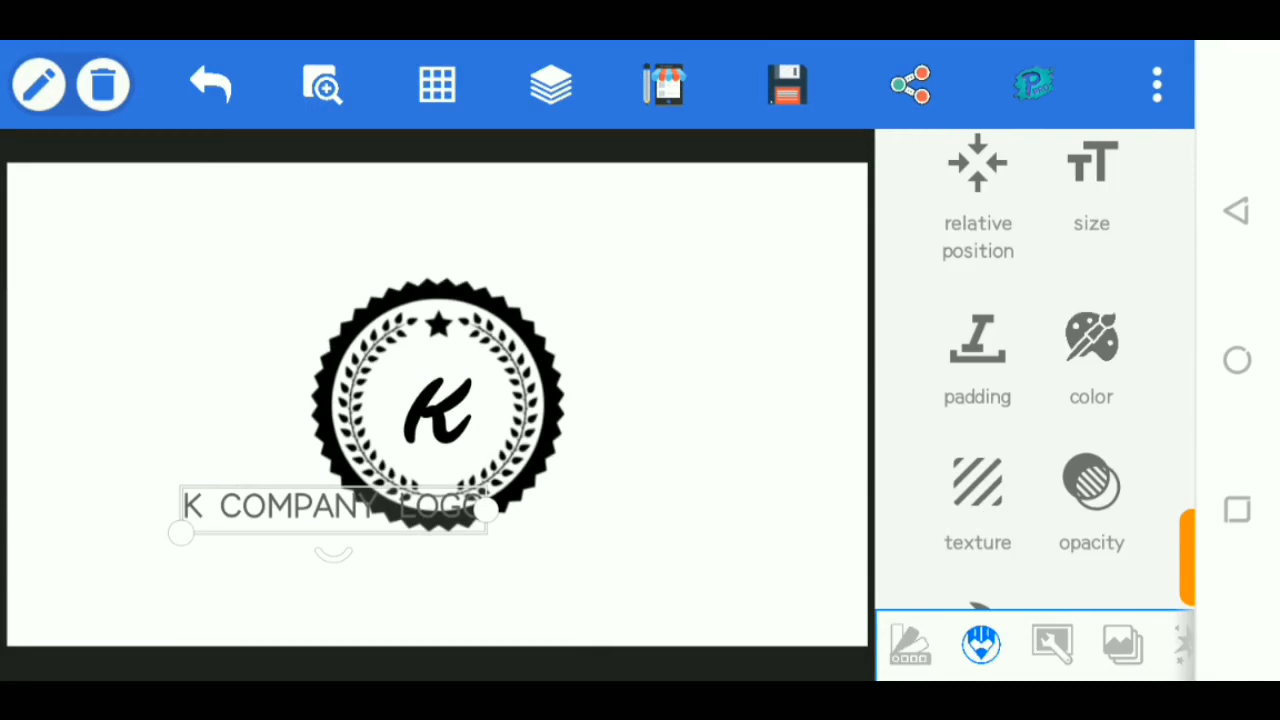 relative
position
size
K
K COMPANY LOGO
padding
color
texture
opacity